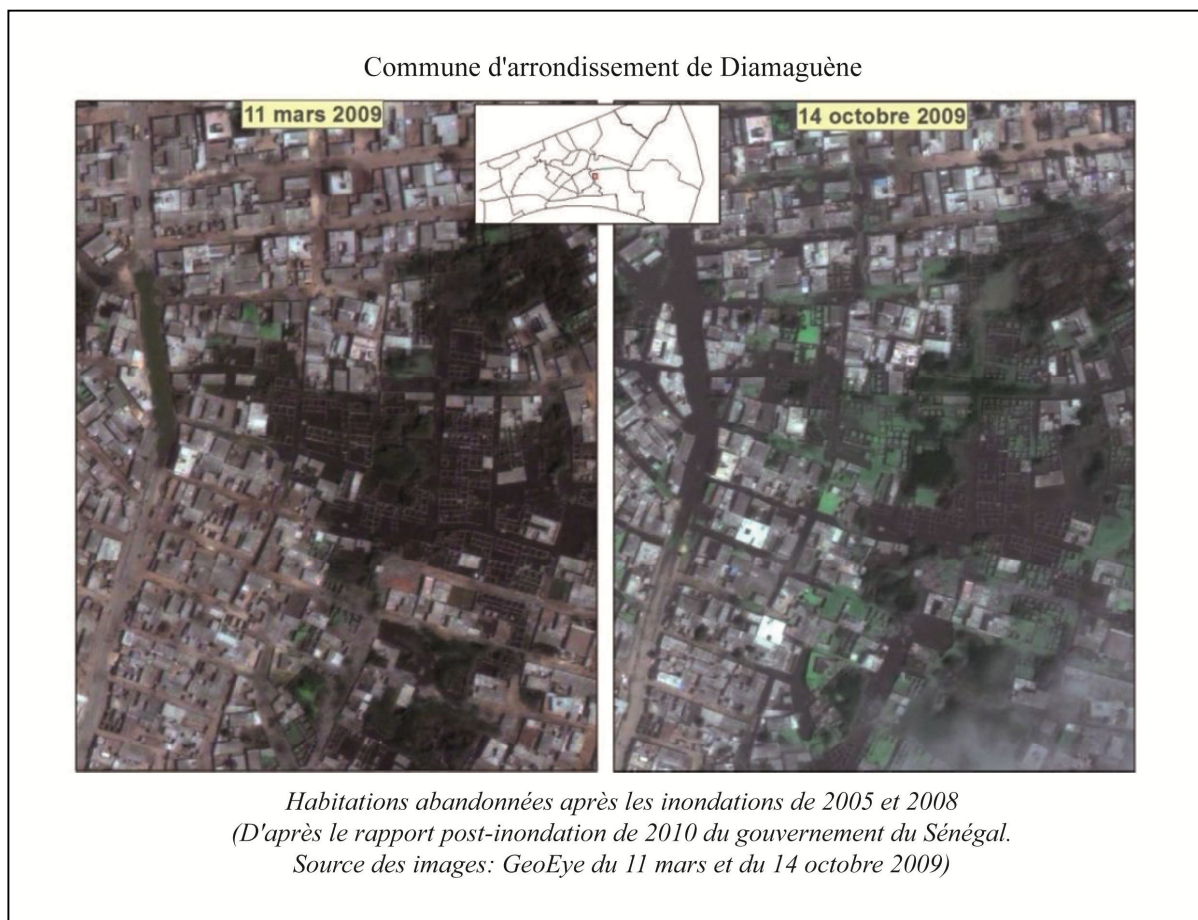 Commune d'arrondissement de Diamaguène
11 mars 2009
14 octobre 2009
Habitations abandonnées après les inondations de 2005 et 2008
(D'après le rapport post-inondation de 2010 du gouvernement du Sénégal.
Source des images: GeoEye du 11 mars et du 14 octobre 2009)